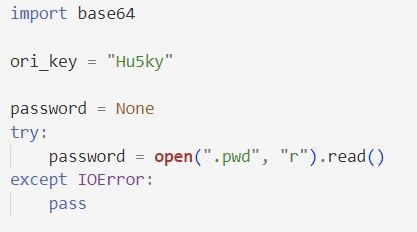 import base64
ori_key = "Hu5ky"
password = None
try:
    password = open(".pwd", "r").read()
except IOError:
    pass